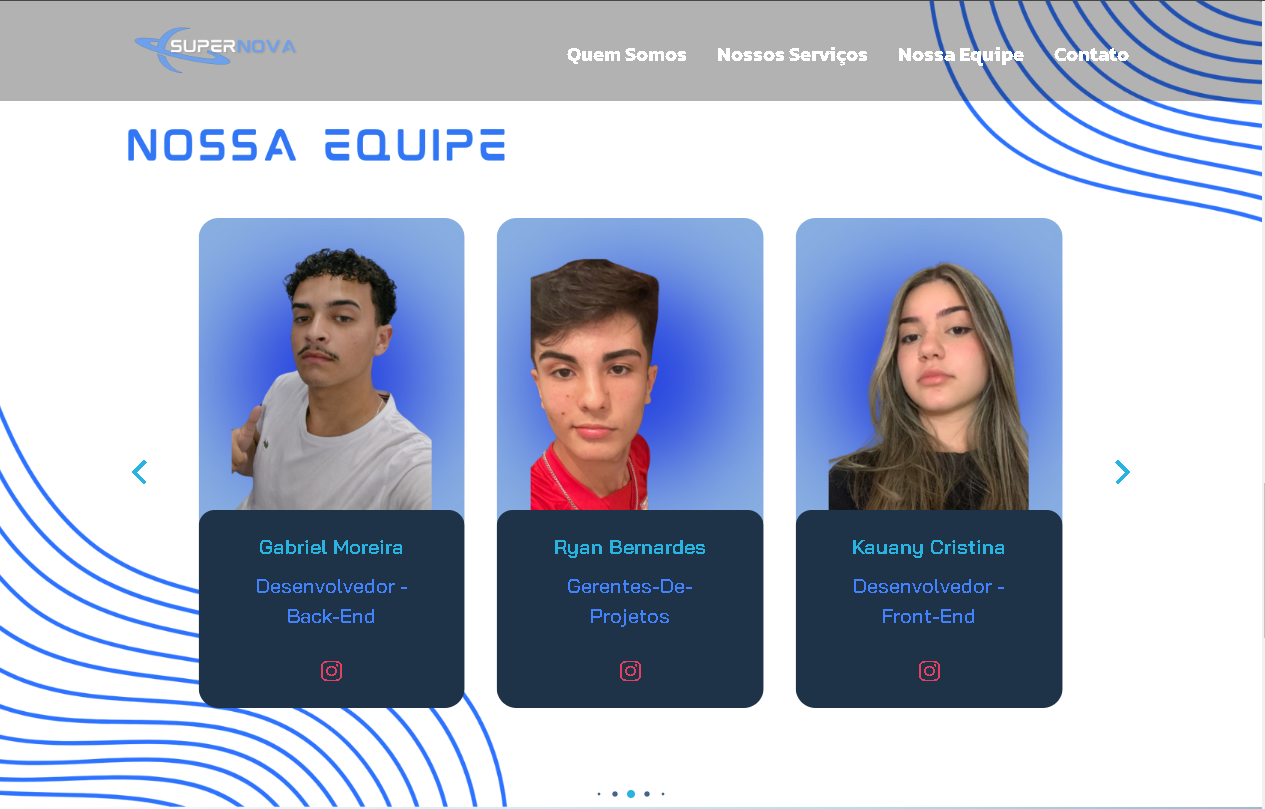 SUPERNOVA
Quem Somos Nossos Serviços Nossa Equipe Contato
NOSSA EQUIPE
Gabriel Moreira
Desenvolvedor -
Back-End
Ryan Bernardes
Gerentes-De-
Projetos
Kauany Cristina
Desenvolvedor -
Front-End